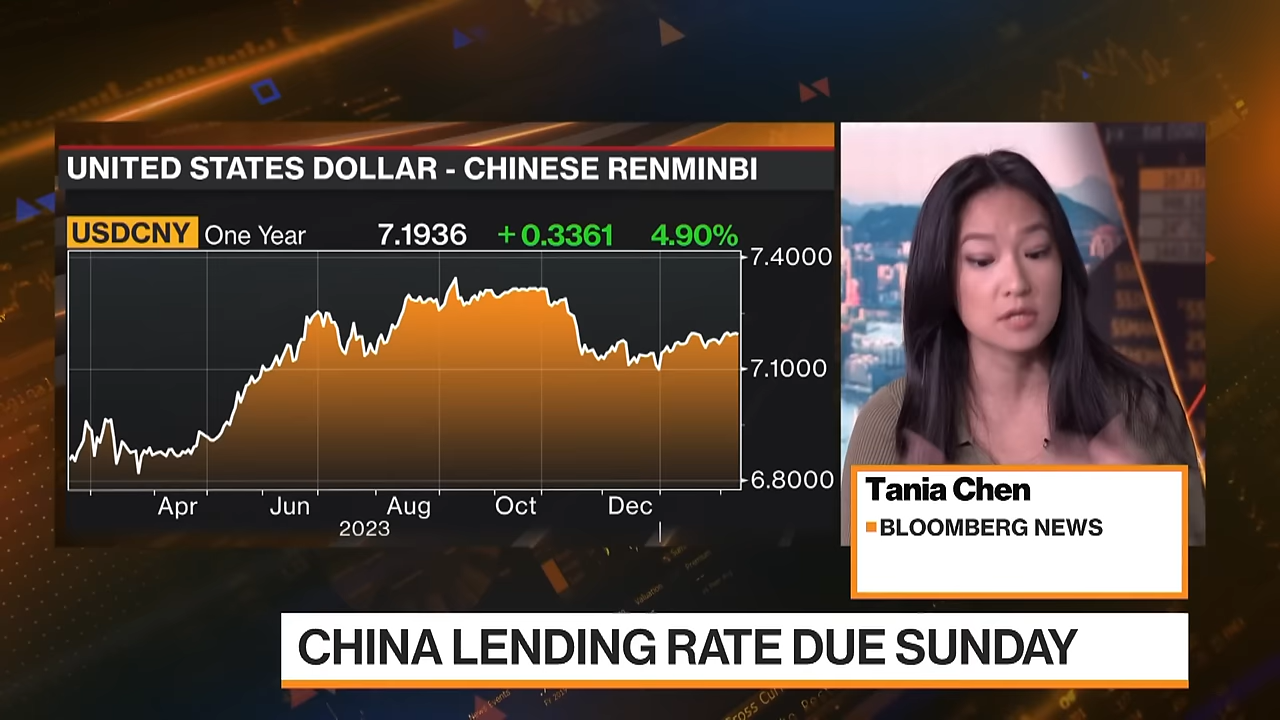 UNITED STATES DOLLAR - CHINESE RENMINBI
USDCNY One Year 7.1936 +0.3361 4.90%
7.4000
7.1000
6.8000
Apr Jun Aug Oct Dec
2023
Tania Chen
BLOOMBERG NEWS
CHINA LENDING RATE DUE SUNDAY